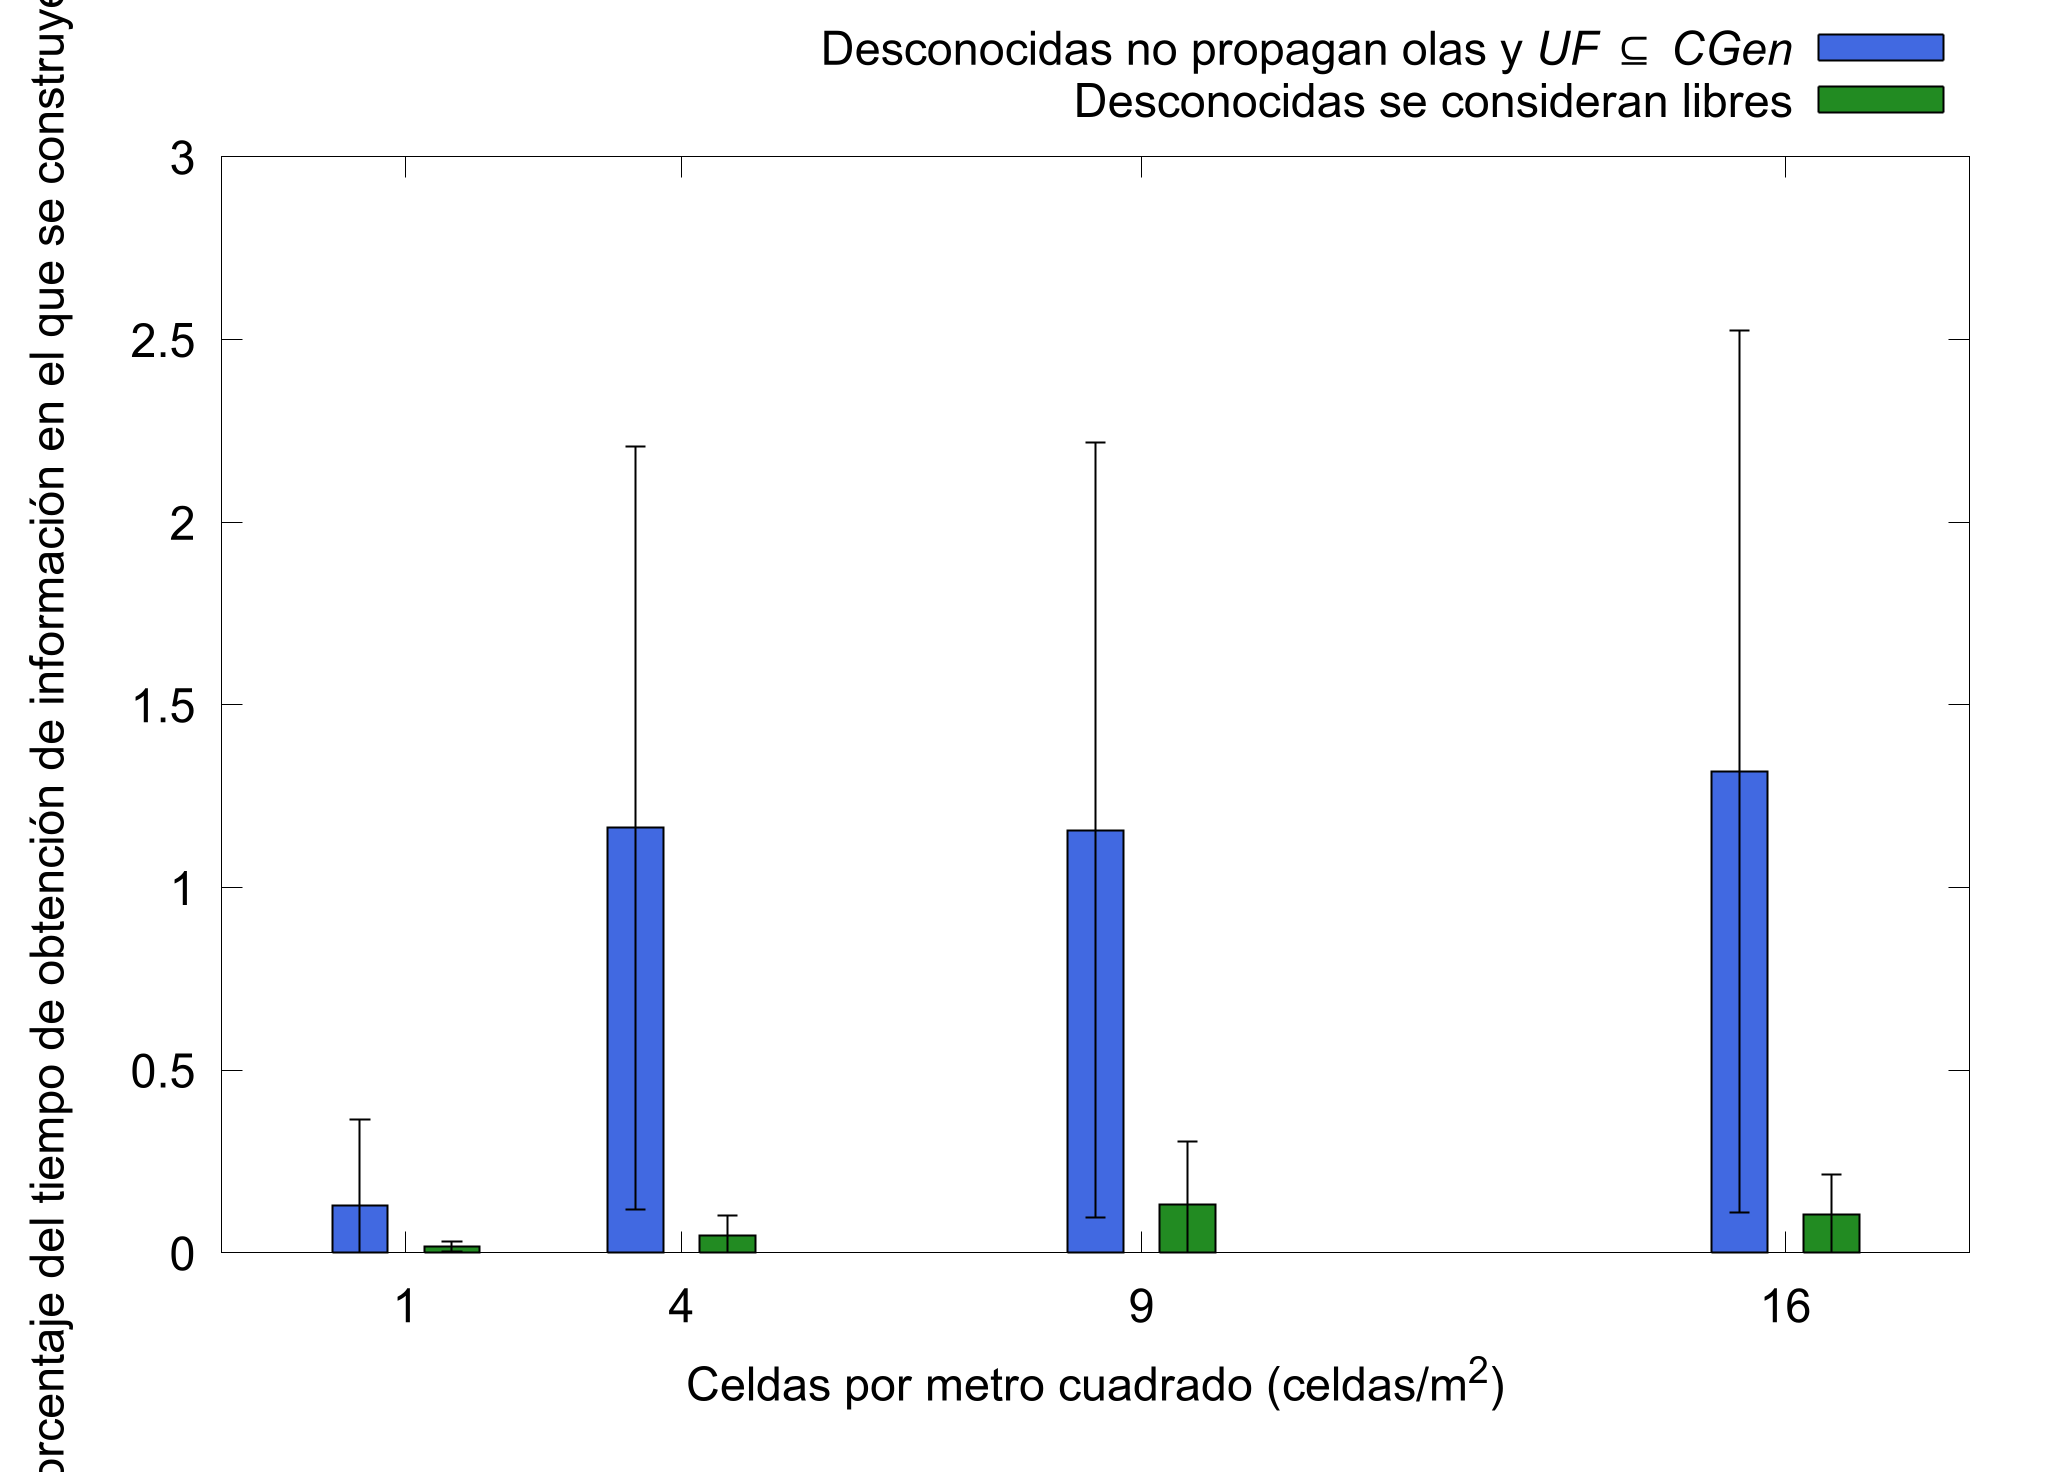 Desconocidas no propagan olas y UF ⊆ CGen
Desconocidas se consideran libres
del tiempo de obtención de información en el que se
3
2.5
2
1.5
1
0.5
0
1 4 9 16
Celdas por metro cuadrado (celdas/m²)